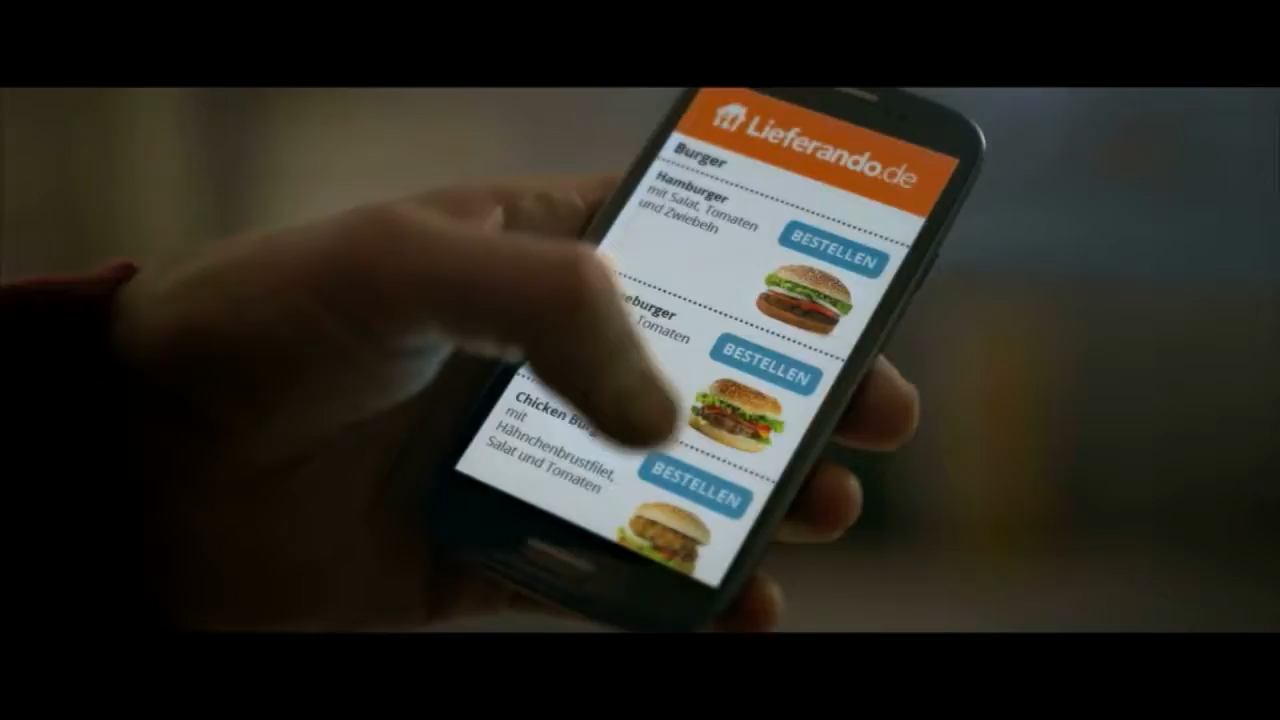 Lieferando.de
Burger
Hamburger
mit Salat, Tomaten
und Zwiebeln
BESTELLEN
eburger
Tomaten
BESTELLEN
Chicken
mit
Hähnchenbrustfilet,
Salat und Tomaten
BESTELLEN